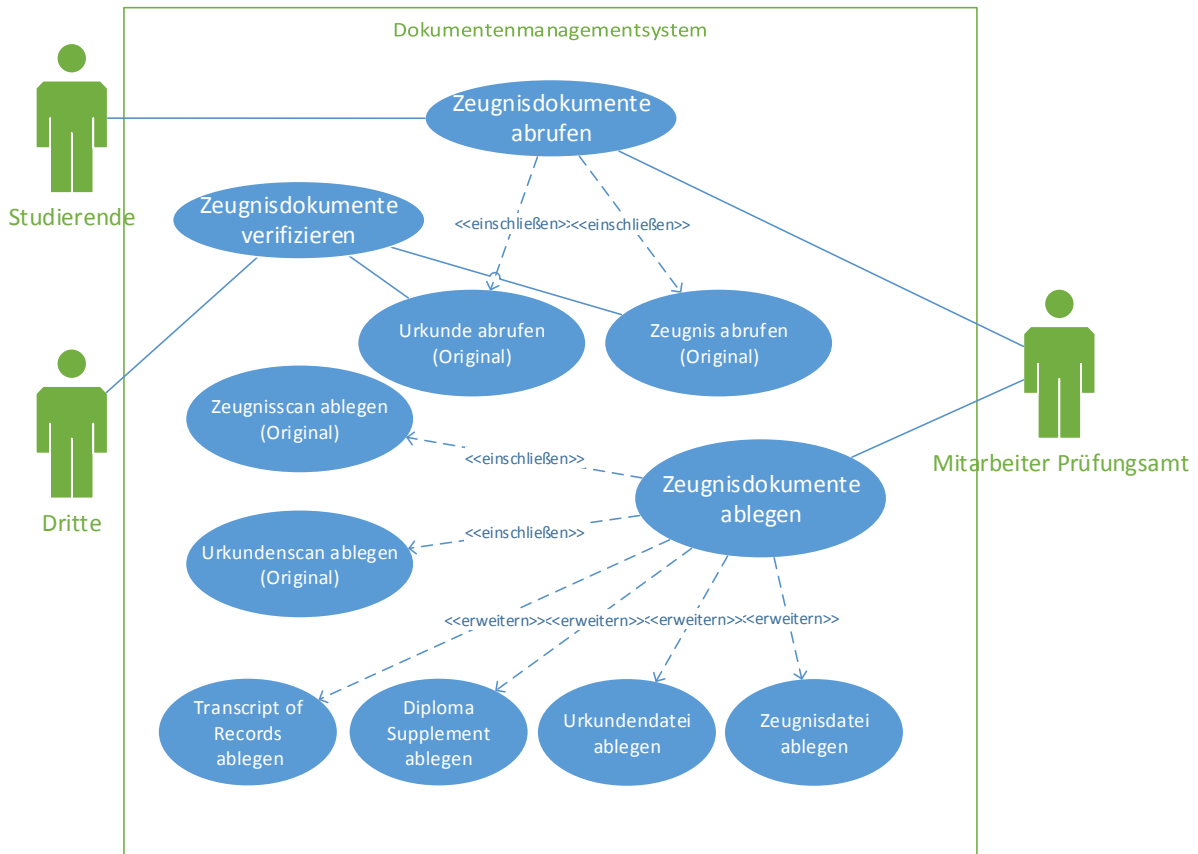 Dokumentenmanagementsystem
Zeugnisdokumente
abrufen
Studierende
Zeugnisdokumente
verifizieren
<<einschließen>>
<<einschließen>>
Urkunde abrufen
(Original)
Zeugnis abrufen
(Original)
Zeugnisscan ablegen
(Original)
Dritte
Mitarbeiter Prüfungsamt
<<einschließen>>
Zeugnisdokumente
ablegen
<<einschließen>>
Urkundenscan ablegen
(Original)
<<erweitern>>
<<erweitern>>
<<erweitern>>
<<erweitern>>
Transcript of
Records
ablegen
Diploma
Supplement
ablegen
Urkundendatei
ablegen
Zeugnisdatei
ablegen